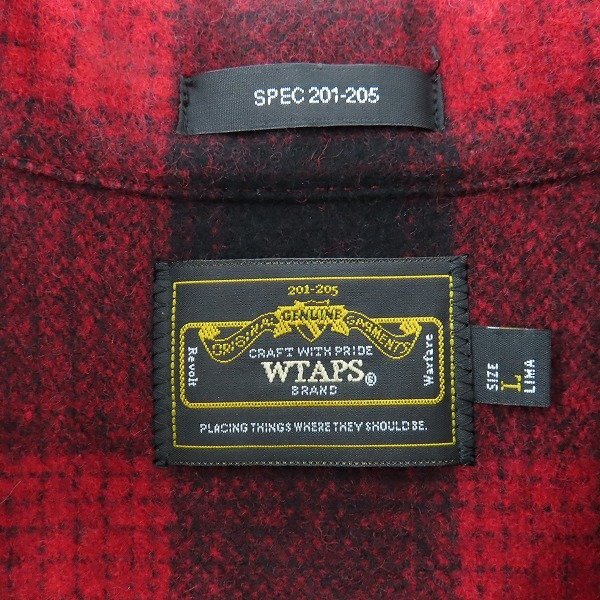 SPEC 201-205
201-205
ORIGINAL GENUINE GARMENTS
CRAFT WITH PRIDE
Revolt
WTAPS®
Warfare
BRAND
PLACING THINGS WHERE THEY SHOULD BE.
SIZE
L
LIMA